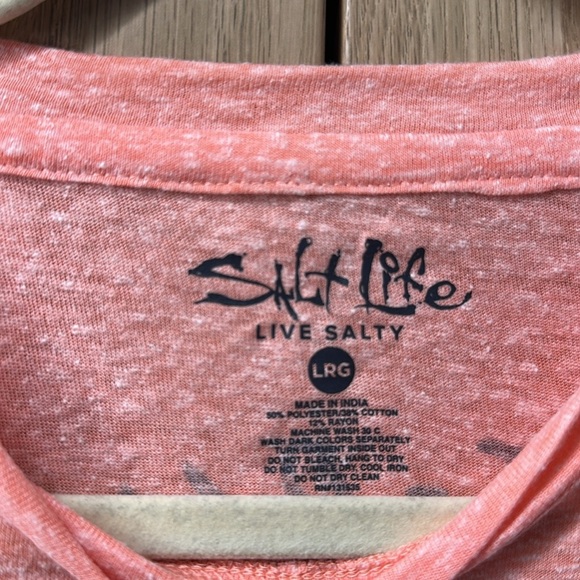 Salt Life
LIVE SALTY
LRG
MADE IN INDIA
50% POLYESTER/38% COTTON
12% RAYON
MACHINE WASH 30 C
WASH DARK COLORS SEPARATELY
TURN GARMENT INSIDE OUT
DO NOT BLEACH, HANG TO DRY
DO NOT TUMBLE DRY, COOL IRON
DO NOT DRY CLEAN
RN#131535